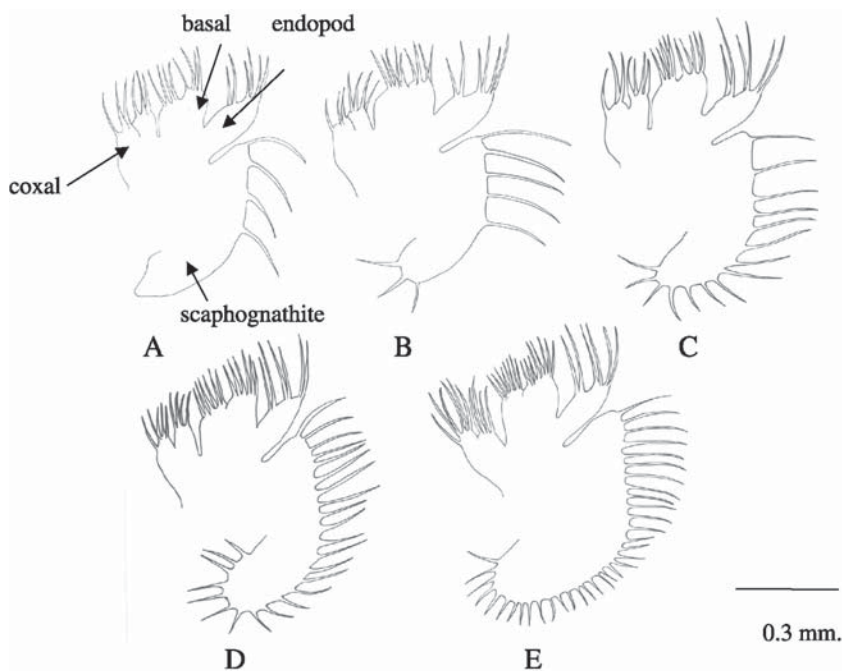 basal endopod
coxal
scaphognathite
A B C
0.3 mm.
D E